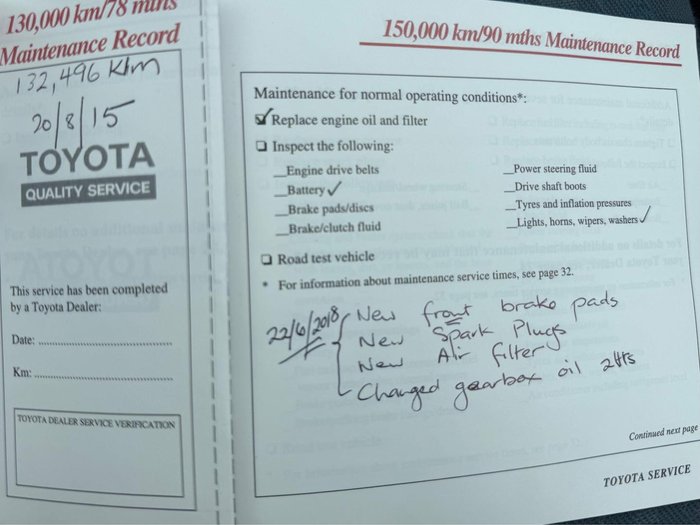 130,000 km/78 mths
Maintenance Record
132,496 Klm
20/8/15
TOYOTA
QUALITY SERVICE
This service has been completed
by a Toyota Dealer:
Date:
Km:
TOYOTA DEALER SERVICE VERIFICATION
150,000 km/90 mths Maintenance Record
Maintenance for normal operating conditions*:
Replace engine oil and filter
Inspect the following:
Engine drive belts
Battery
Brake pads/discs
Brake/clutch fluid
Power steering fluid
Drive shaft boots
Tyres and inflation pressures
Lights, horns, wipers, washers
Road test vehicle
* For information about maintenance service times, see page 32.
22/6/2018 New front brake pads
New Spark Plugs
New Air filter
Changed gearbox oil 2ltrs
Continued next page
TOYOTA SERVICE